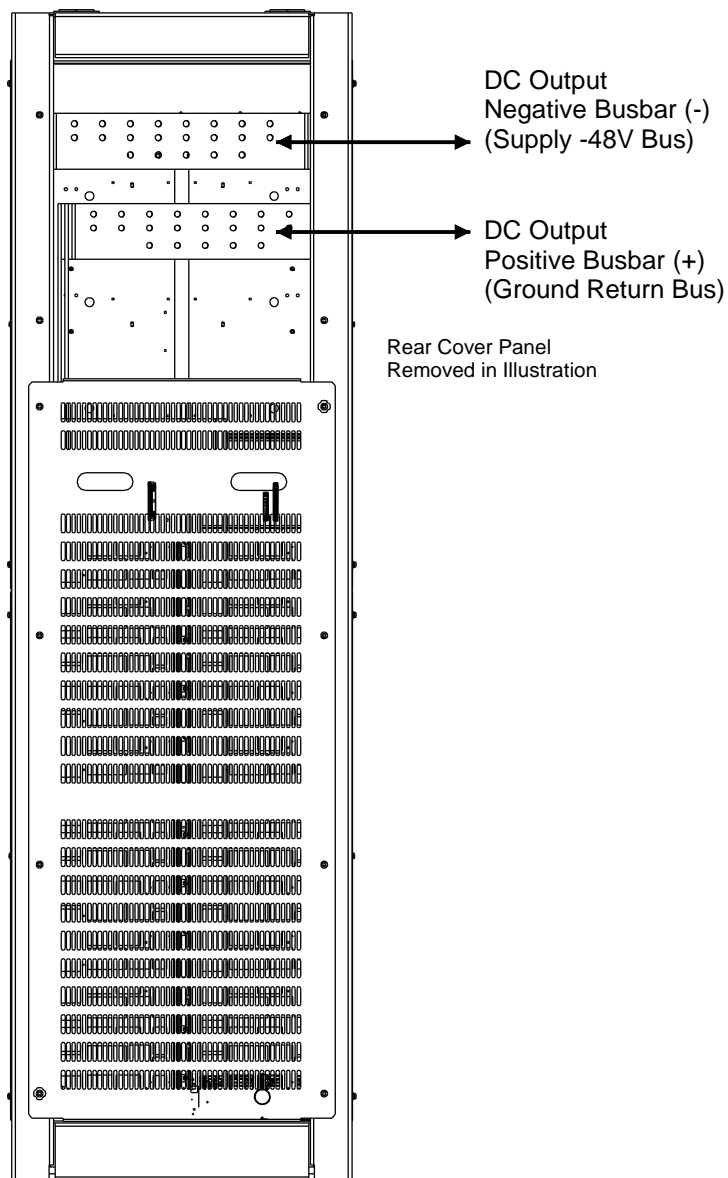 DC Output
Negative Busbar (-)
(Supply -48V Bus)
DC Output
Positive Busbar (+)
(Ground Return Bus)
Rear Cover Panel
Removed in Illustration